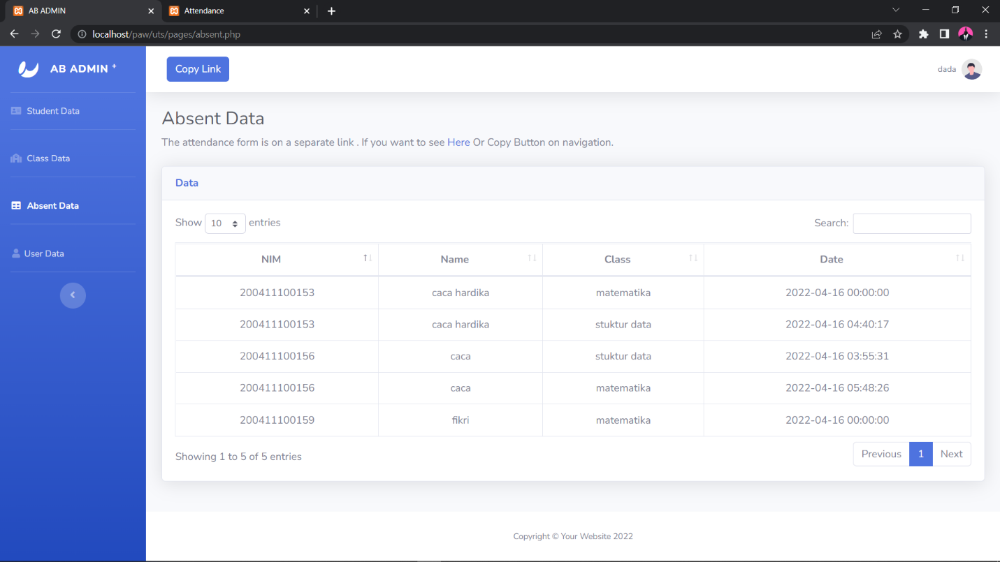 AB ADMIN
Attendance
localhost/paw/uts/pages/absent.php
AB ADMIN +
Copy Link
dada
Student Data
Class Data
Absent Data
User Data
Absent Data
The attendance form is on a separate link . If you want to see Here Or Copy Button on navigation.
Data
Show 10 entries
Search:
NIM Name Class Date
200411100153 caca hardika matematika 2022-04-16 00:00:00
200411100153 caca hardika stuktur data 2022-04-16 04:40:17
200411100156 caca stuktur data 2022-04-16 03:55:31
200411100156 caca matematika 2022-04-16 05:48:26
200411100159 fikri matematika 2022-04-16 00:00:00
Showing 1 to 5 of 5 entries
Previous 1 Next
Copyright © Your Website 2022